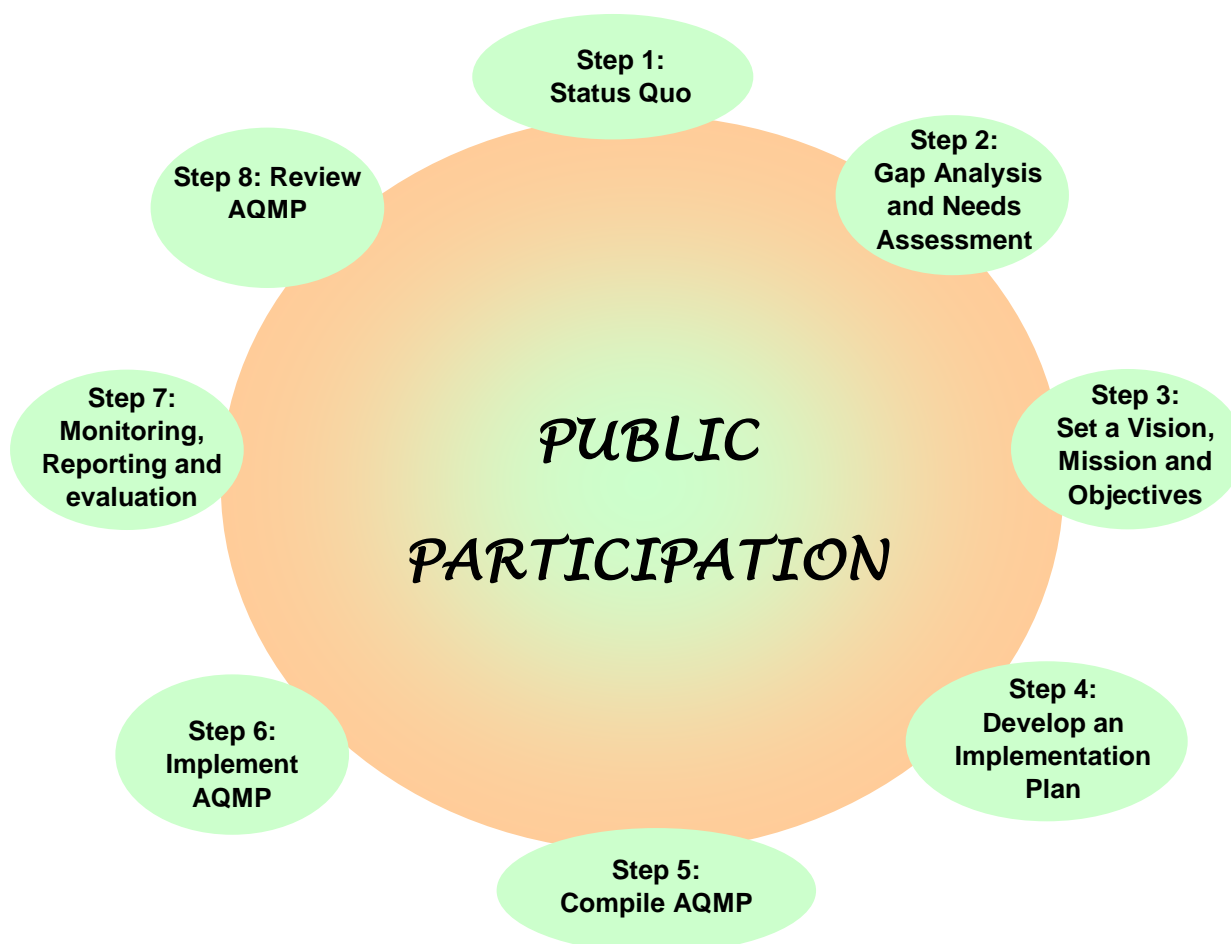 Step 1:
Status Quo
Step 2:
Gap Analysis
and Needs
Assessment
Step 3:
Set a Vision,
Mission and
Objectives
Step 4:
Develop an
Implementation
Plan
Step 5:
Compile AQMP
Step 6:
Implement
AQMP
Step 7:
Monitoring,
Reporting and
evaluation
Step 8: Review
AQMP
PUBLIC
PARTICIPATION